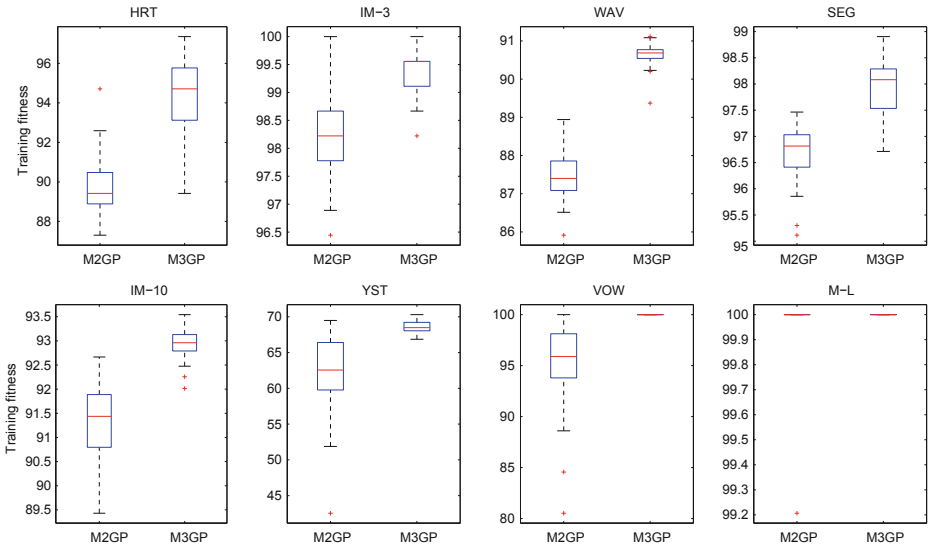 HRT
IM−3
WAV
SEG
Training fitness
96
94
92
90
88
M2GP
M3GP
100
99.5
99
98.5
98
97.5
97
96.5
M2GP
M3GP
91
90
89
88
87
86
M2GP
M3GP
99
98.5
98
97.5
97
96.5
96
95.5
95
M2GP
M3GP
IM−10
YST
VOW
M−L
Training fitness
93.5
93
92.5
92
91.5
91
90.5
90
89.5
M2GP
M3GP
70
65
60
55
50
45
M2GP
M3GP
100
95
90
85
80
M2GP
M3GP
100
99.9
99.8
99.7
99.6
99.5
99.4
99.3
99.2
M2GP
M3GP